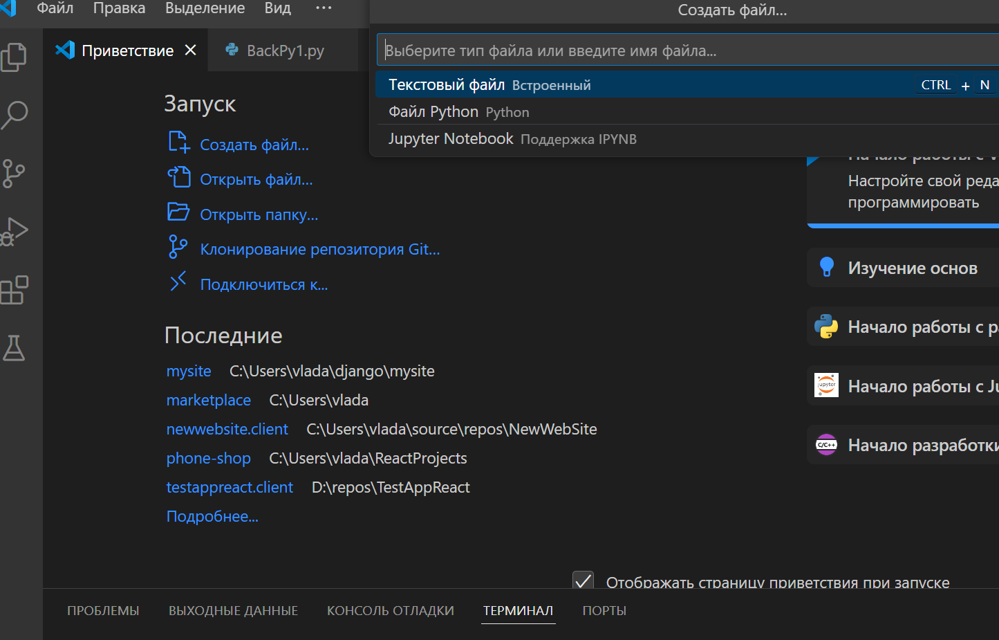 Файл Правка Выделение Вид ···
Создать файл...
Приветствие
BackPy1.py
Выберите тип файла или введите имя файла...
Текстовый файл Встроенный CTRL + N
Файл Python Python
Jupyter Notebook Поддержка IPYNB
Запуск
Создать файл...
Открыть файл...
Открыть папку...
Клонирование репозитория Git...
Подключиться к...
Последние
mysite C:\Users\vlada\django\mysite
marketplace C:\Users\vlada
newwebsite.client C:\Users\vlada\source\repos\NewWebSite
phone-shop C:\Users\vlada\ReactProjects
testappreact.client D:\repos\TestAppReact
Подробнее...
Начало работы с V
Настройте свой реда
программировать
Изучение основ
Начало работы с р
jupyter
Начало работы с Ju
C/C++
Начало разработки
Отображать страницу приветствия при запуске
ПРОБЛЕМЫ ВЫХОДНЫЕ ДАННЫЕ КОНСОЛЬ ОТЛАДКИ ТЕРМИНАЛ ПОРТЫ